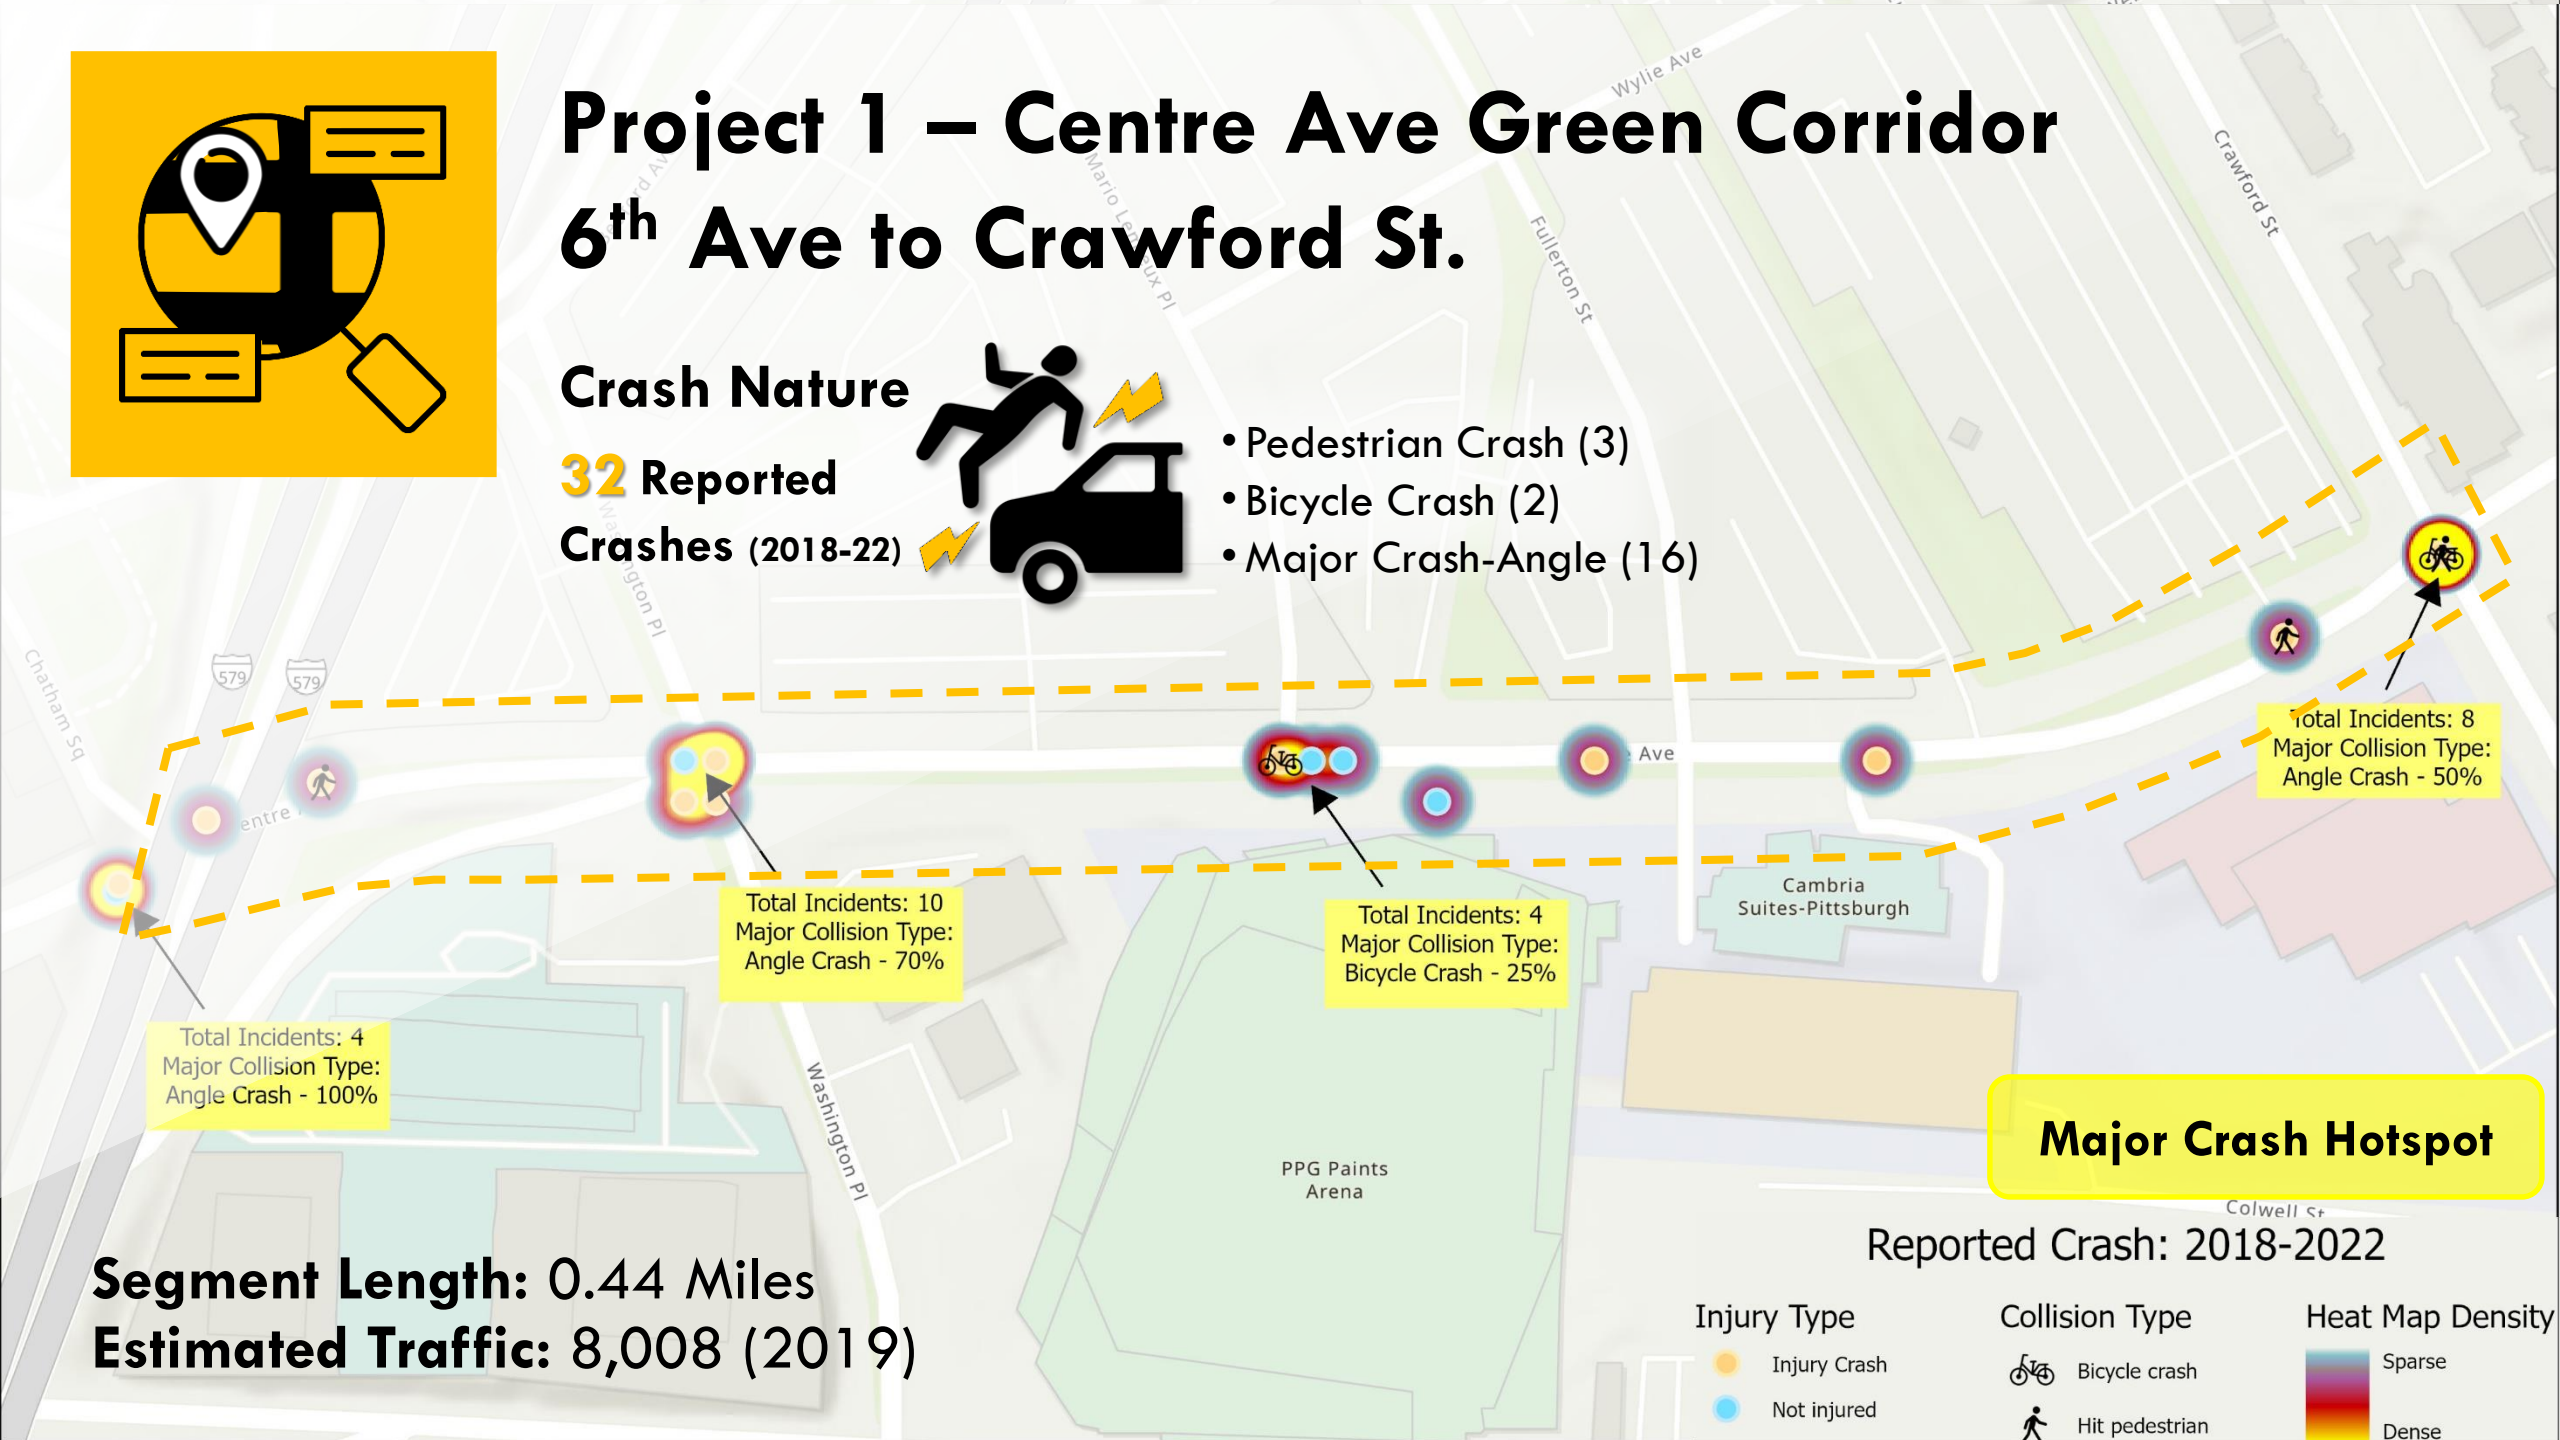 Project 1 – Centre Ave Green Corridor
6th Ave to Crawford St.
Wylie Ave
Crawford St
Fullerton St
Crash Nature
32 Reported
Crashes (2018-22)
• Pedestrian Crash (3)
• Bicycle Crash (2)
• Major Crash-Angle (16)
Chatham Sq
579
579
Washington Pl
Ave
Total Incidents: 8
Major Collision Type:
Angle Crash - 50%
Cambria
Suites-Pittsburgh
Total Incidents: 10
Major Collision Type:
Angle Crash - 70%
Total Incidents: 4
Major Collision Type:
Bicycle Crash - 25%
Total Incidents: 4
Major Collision Type:
Angle Crash - 100%
Washington Pl
PPG Paints
Arena
Major Crash Hotspot
Colwell St
Segment Length: 0.44 Miles
Estimated Traffic: 8,008 (2019)
Reported Crash: 2018-2022
Injury Type
Injury Crash
Not injured
Collision Type
Bicycle crash
Hit pedestrian
Heat Map Density
Sparse
Dense